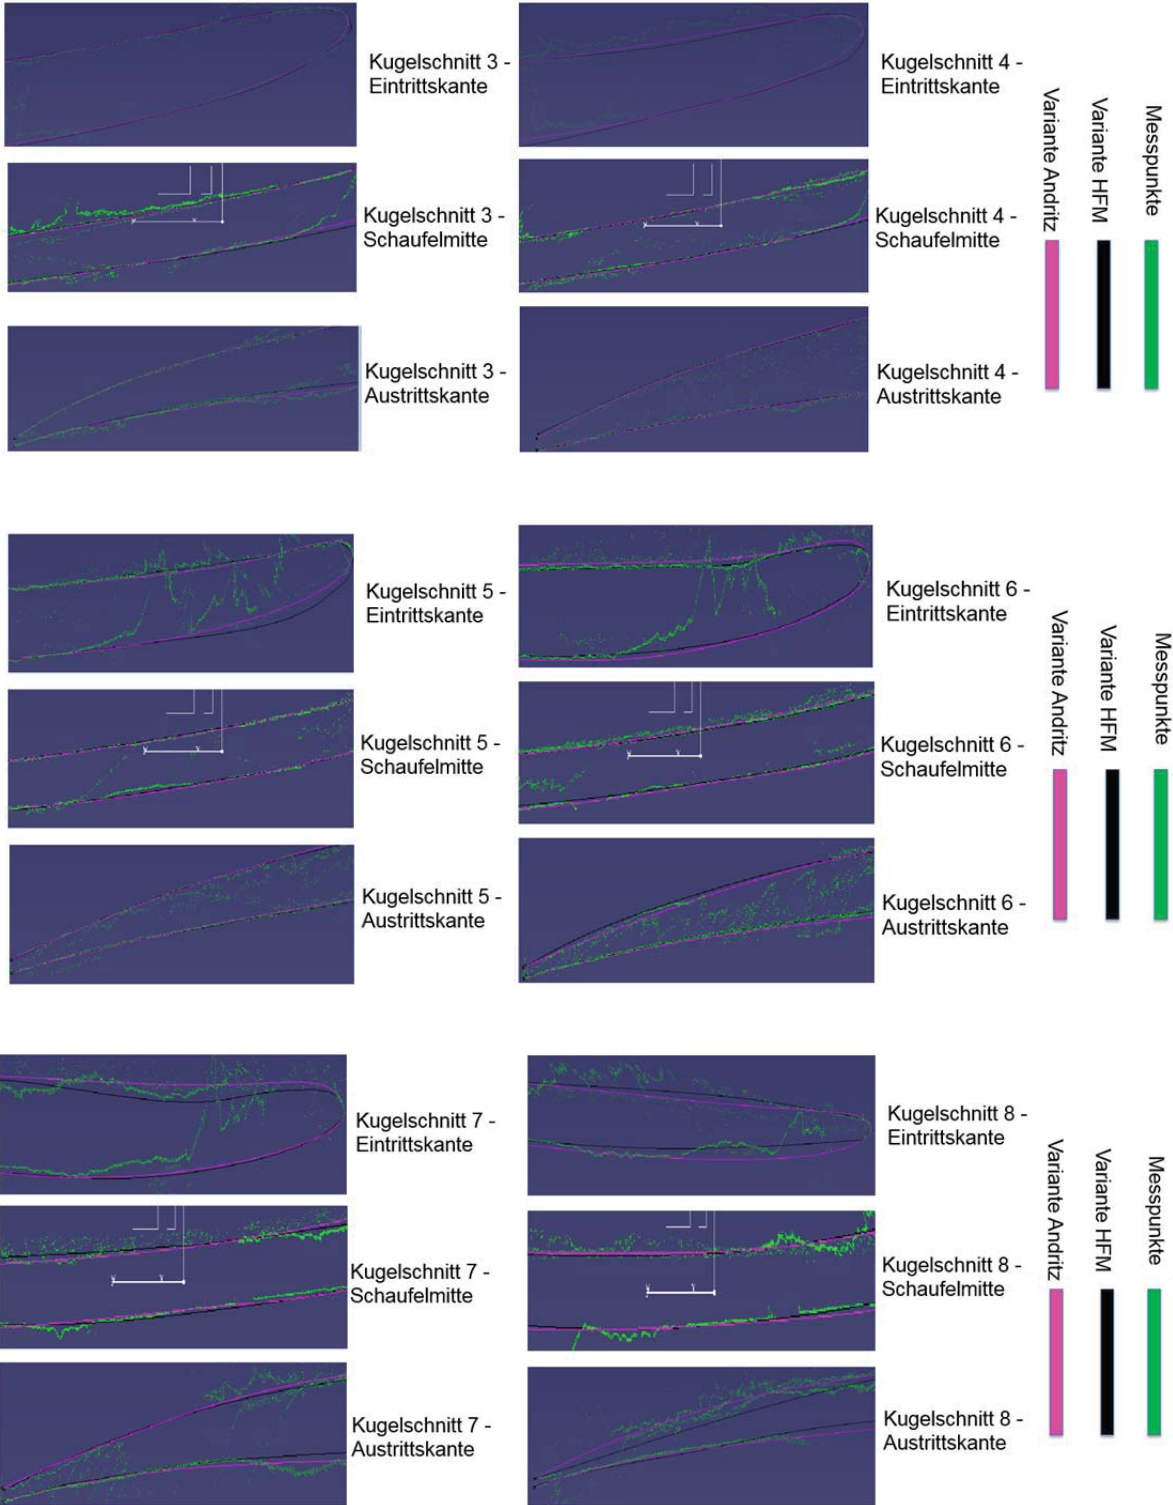 Kugelschnitt 3 -
Eintrittskante
Kugelschnitt 4 -
Eintrittskante
Kugelschnitt 3 -
Schaufelmitte
Kugelschnitt 4 -
Schaufelmitte
Kugelschnitt 3 -
Austrittskante
Kugelschnitt 4 -
Austrittskante
Variante Andritz
Variante HFM
Messpunkte
Kugelschnitt 5 -
Eintrittskante
Kugelschnitt 6 -
Eintrittskante
Kugelschnitt 5 -
Schaufelmitte
Kugelschnitt 6 -
Schaufelmitte
Kugelschnitt 5 -
Austrittskante
Kugelschnitt 6 -
Austrittskante
Variante Andritz
Variante HFM
Messpunkte
Kugelschnitt 7 -
Eintrittskante
Kugelschnitt 8 -
Eintrittskante
Kugelschnitt 7 -
Schaufelmitte
Kugelschnitt 8 -
Schaufelmitte
Kugelschnitt 7 -
Austrittskante
Kugelschnitt 8 -
Austrittskante
Variante Andritz
Variante HFM
Messpunkte